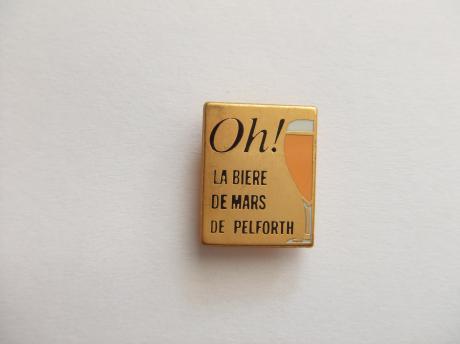 Oh!
LA BIERE
DE MARS
DE PELFORTH